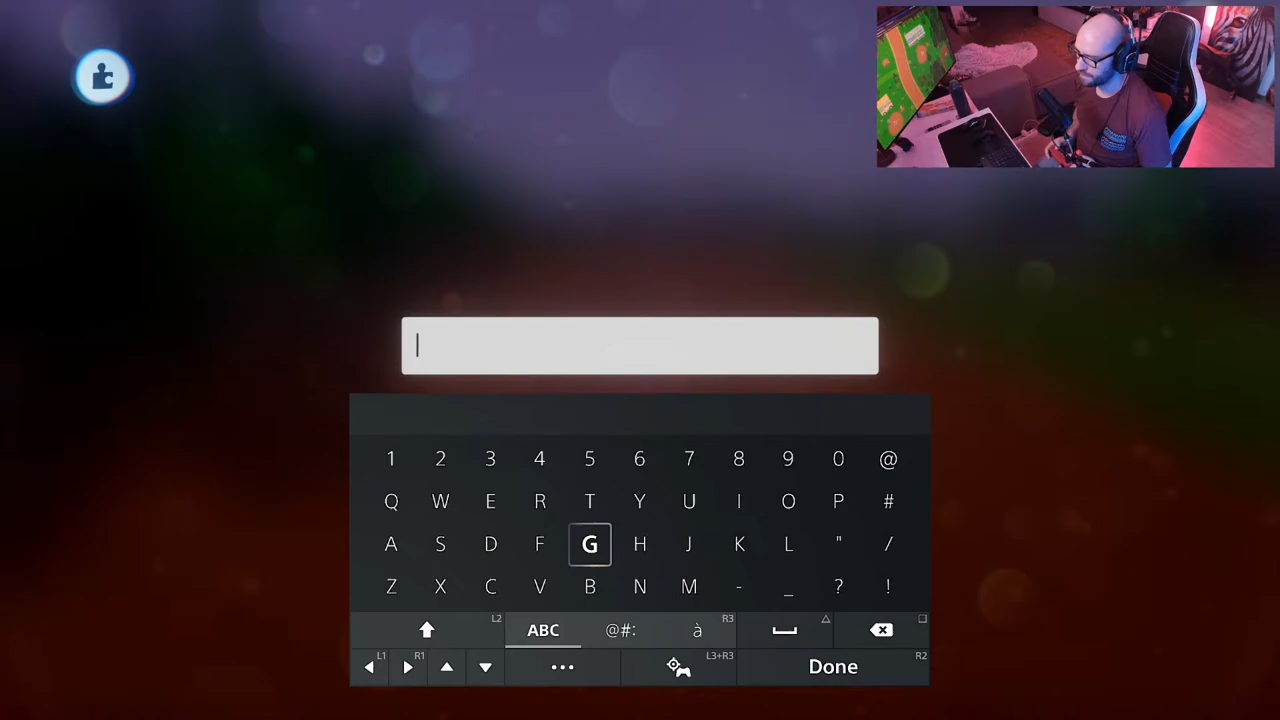 1 2 3 4 5 6 7 8 9 0 @
Q W E R T Y U I O P #
A S D F G H J K L " /
Z X C V B N M - _ ? !
L2 ABC @#: à R3
L1 R1 ... L3+R3 Done R2